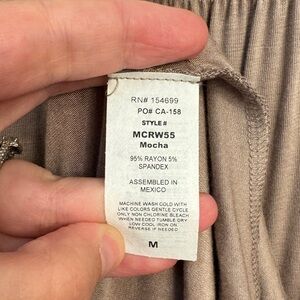 RN# 154699
PO# CA-158
STYLE#
MCRW55
Mocha
95% RAYON 5%
SPANDEX
ASSEMBLED IN
MEXICO
MACHINE WASH COLD WITH
LIKE COLORS GENTLE CYCLE
ONLY NON CHLORINE BLEACH
WHEN NEEDED TUMBLE DRY
LOW COOL IRON ON
REVERSE IF NEEDED
M